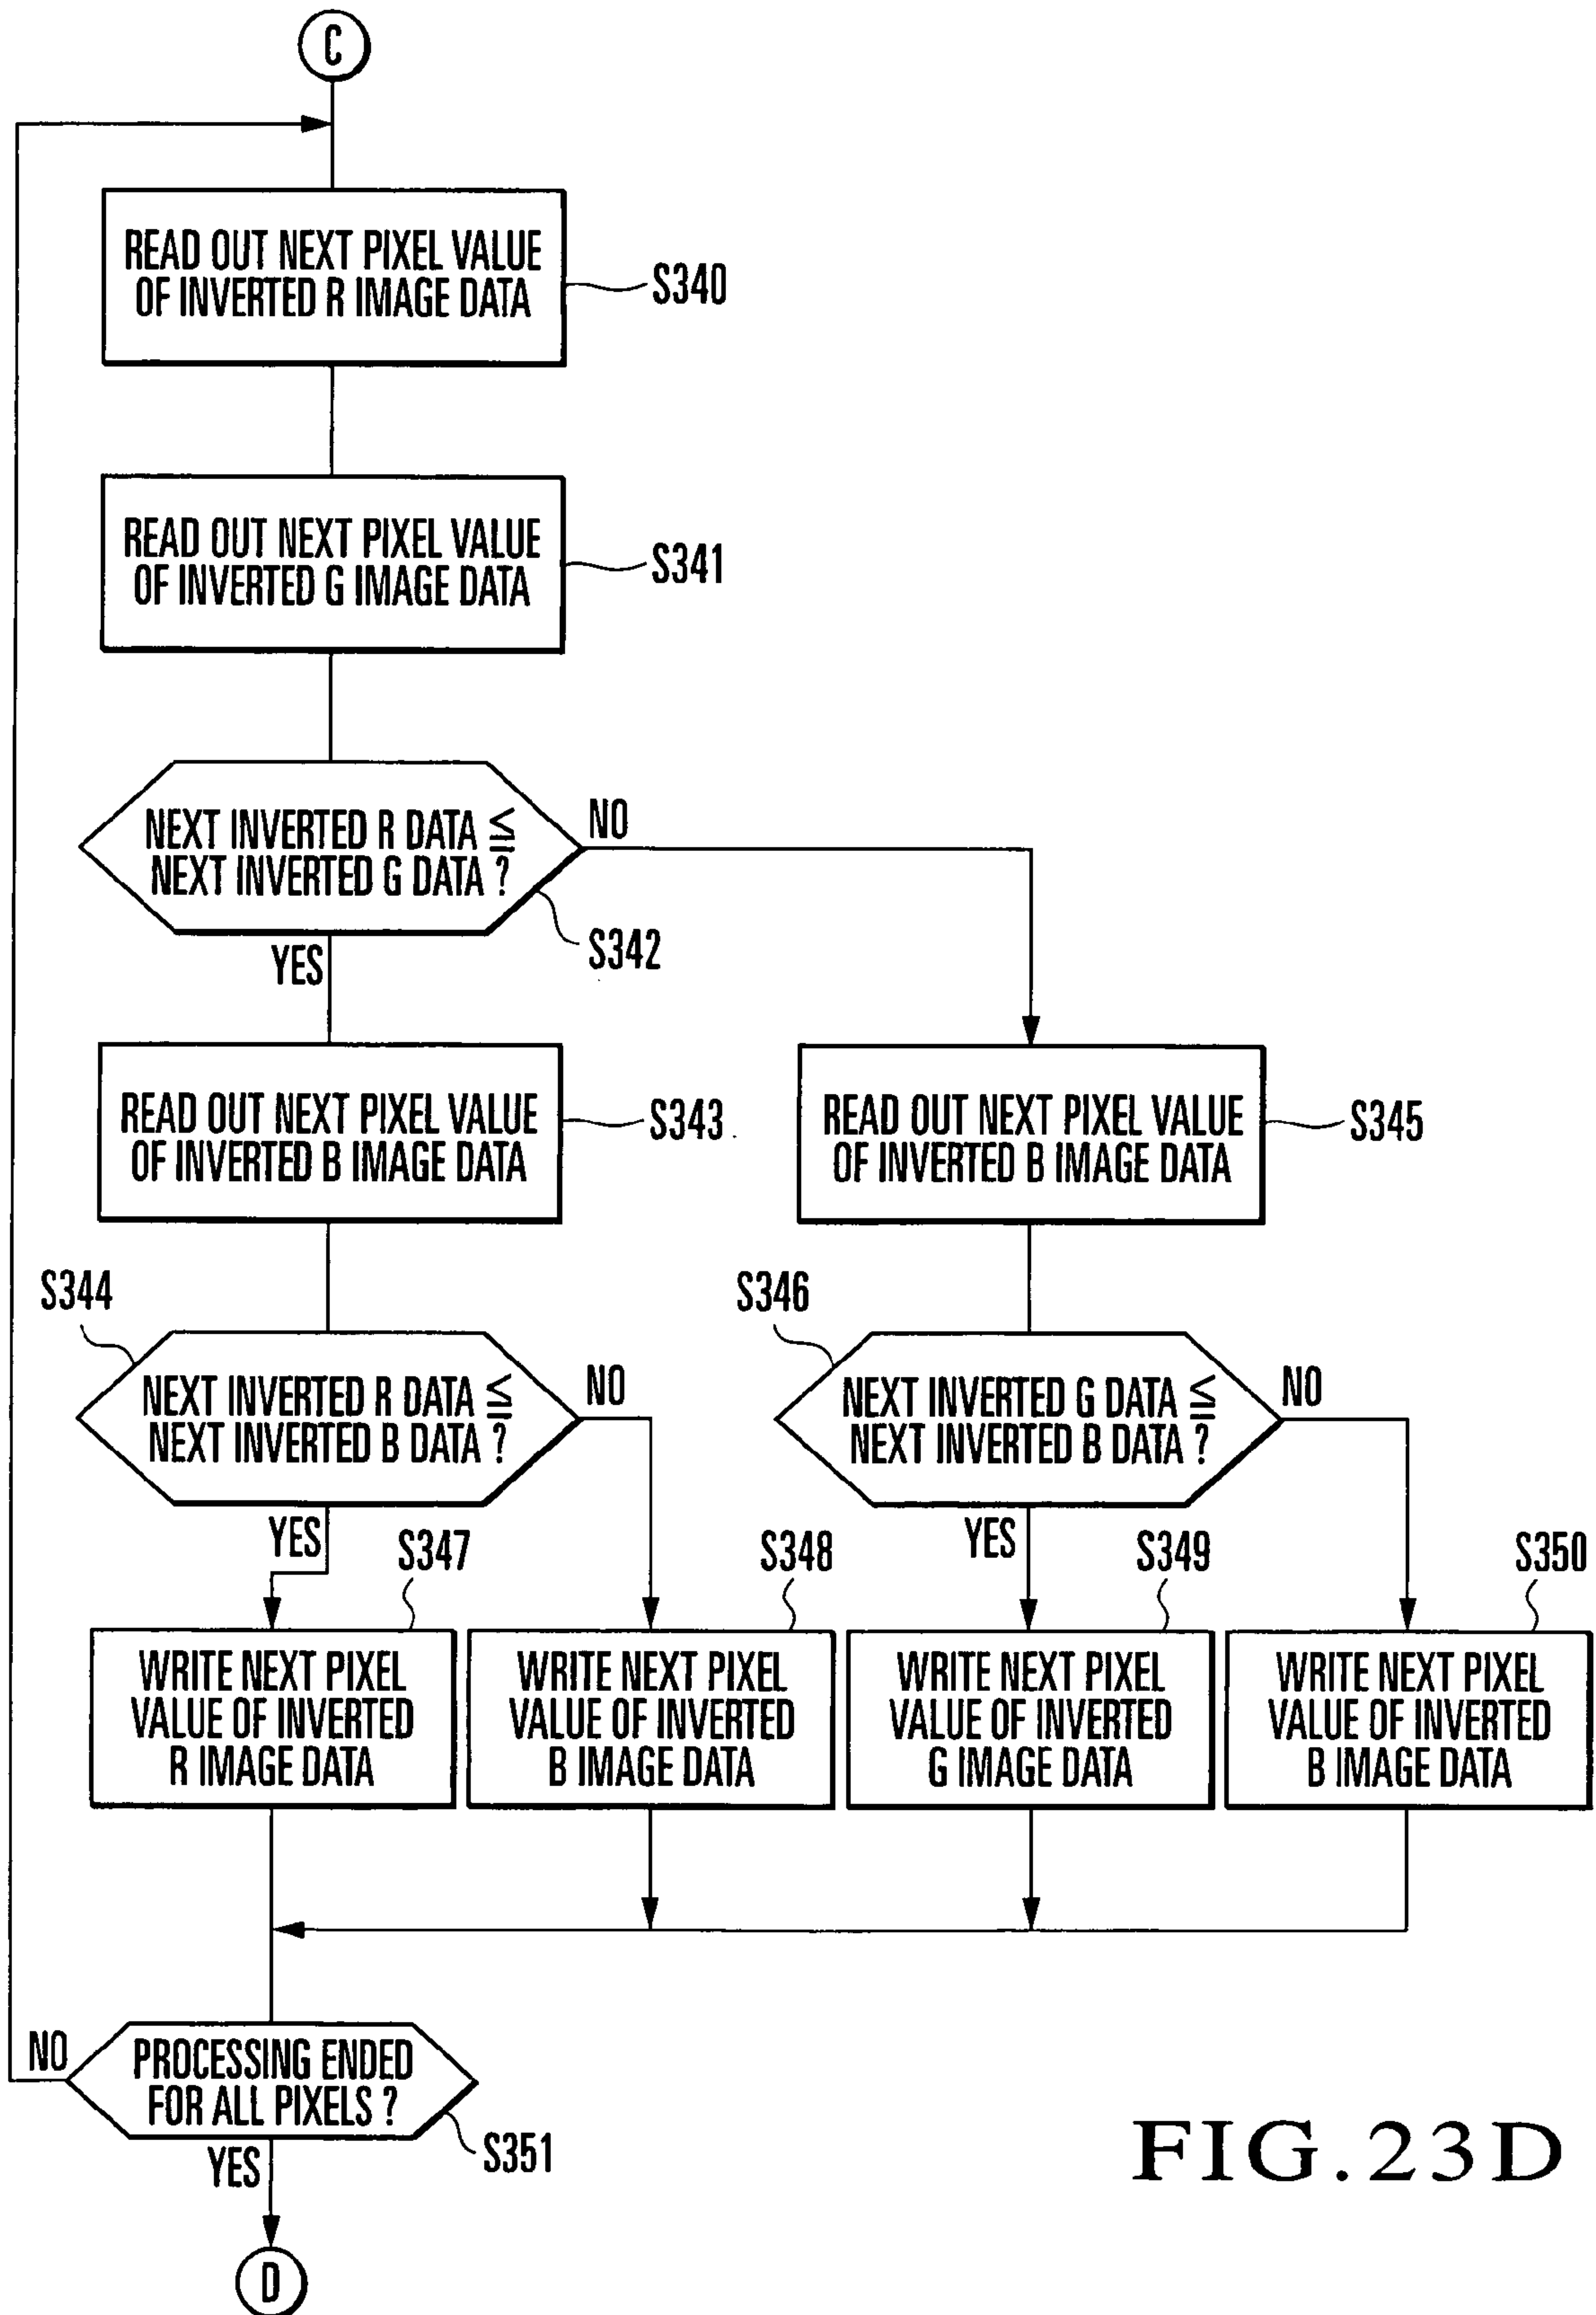 C
READ OUT NEXT PIXEL VALUE
OF INVERTED R IMAGE DATA
S340
READ OUT NEXT PIXEL VALUE
OF INVERTED G IMAGE DATA
S341
NEXT INVERTED R DATA ≦
NEXT INVERTED G DATA ?
NO
S342
YES
READ OUT NEXT PIXEL VALUE
OF INVERTED B IMAGE DATA
S343
READ OUT NEXT PIXEL VALUE
OF INVERTED B IMAGE DATA
S345
S344
NEXT INVERTED R DATA ≦
NEXT INVERTED B DATA ?
NO
YES
S346
NEXT INVERTED G DATA ≦
NEXT INVERTED B DATA ?
NO
YES
S347
WRITE NEXT PIXEL
VALUE OF INVERTED
R IMAGE DATA
S348
WRITE NEXT PIXEL
VALUE OF INVERTED
B IMAGE DATA
S349
WRITE NEXT PIXEL
VALUE OF INVERTED
G IMAGE DATA
S350
WRITE NEXT PIXEL
VALUE OF INVERTED
B IMAGE DATA
NO
PROCESSING ENDED
FOR ALL PIXELS ?
S351
YES
D
FIG.23D